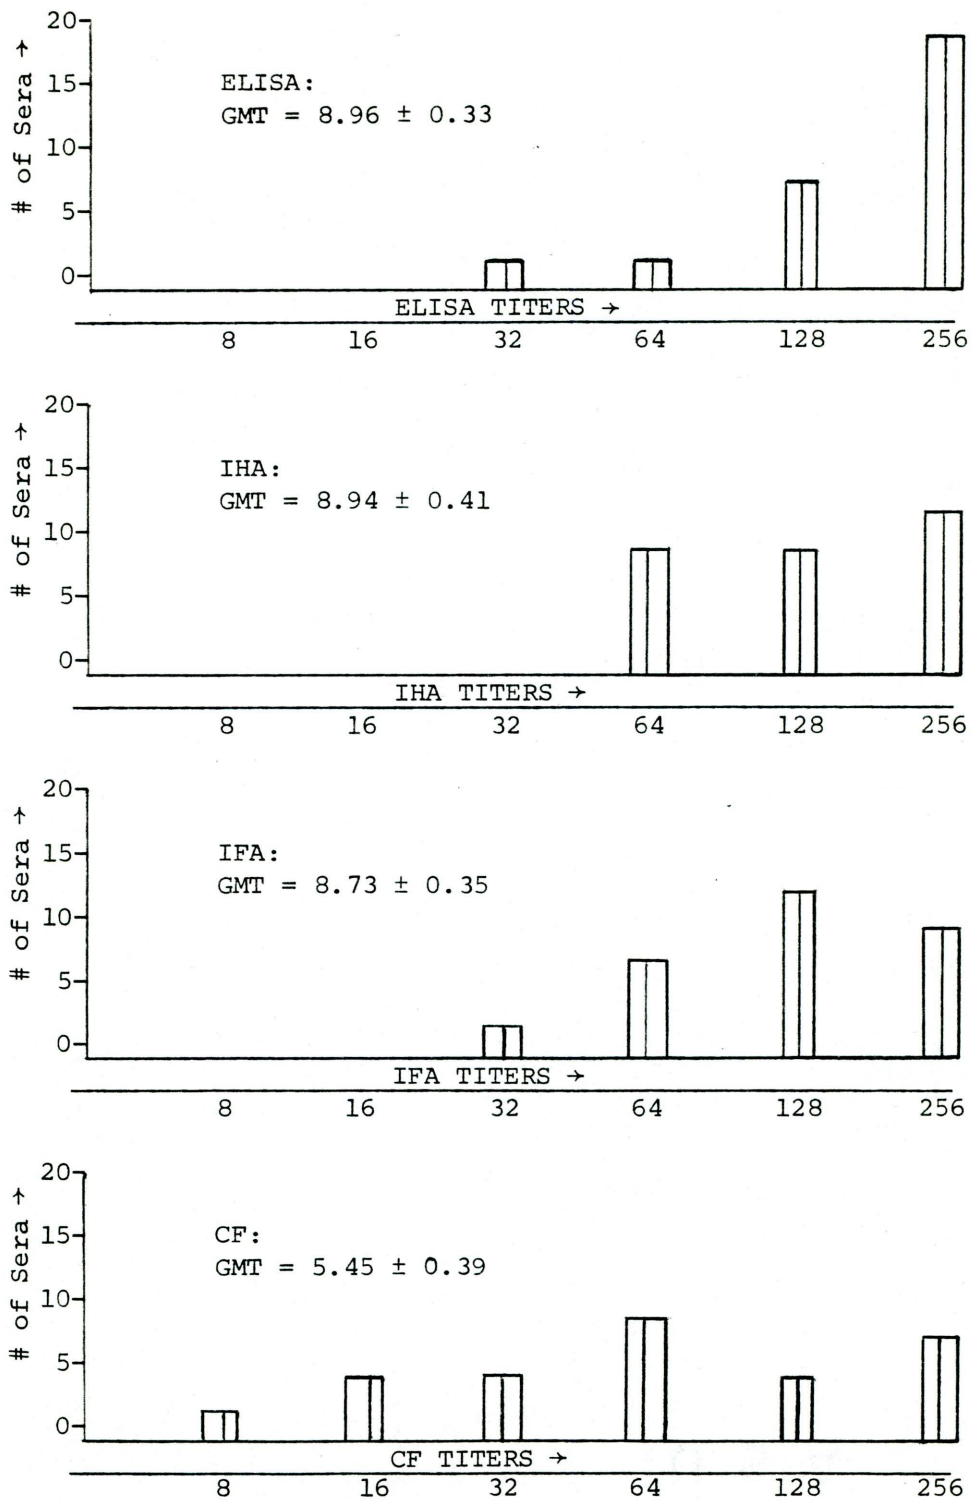 20
15
10
5
0
# of Sera →
ELISA:
GMT = 8.96 ± 0.33
ELISA TITERS →
8 16 32 64 128 256
20
15
10
5
0
# of Sera →
IHA:
GMT = 8.94 ± 0.41
IHA TITERS →
8 16 32 64 128 256
20
15
10
5
0
# of Sera →
IFA:
GMT = 8.73 ± 0.35
IFA TITERS →
8 16 32 64 128 256
20
15
10
5
0
# of Sera →
CF:
GMT = 5.45 ± 0.39
CF TITERS →
8 16 32 64 128 256